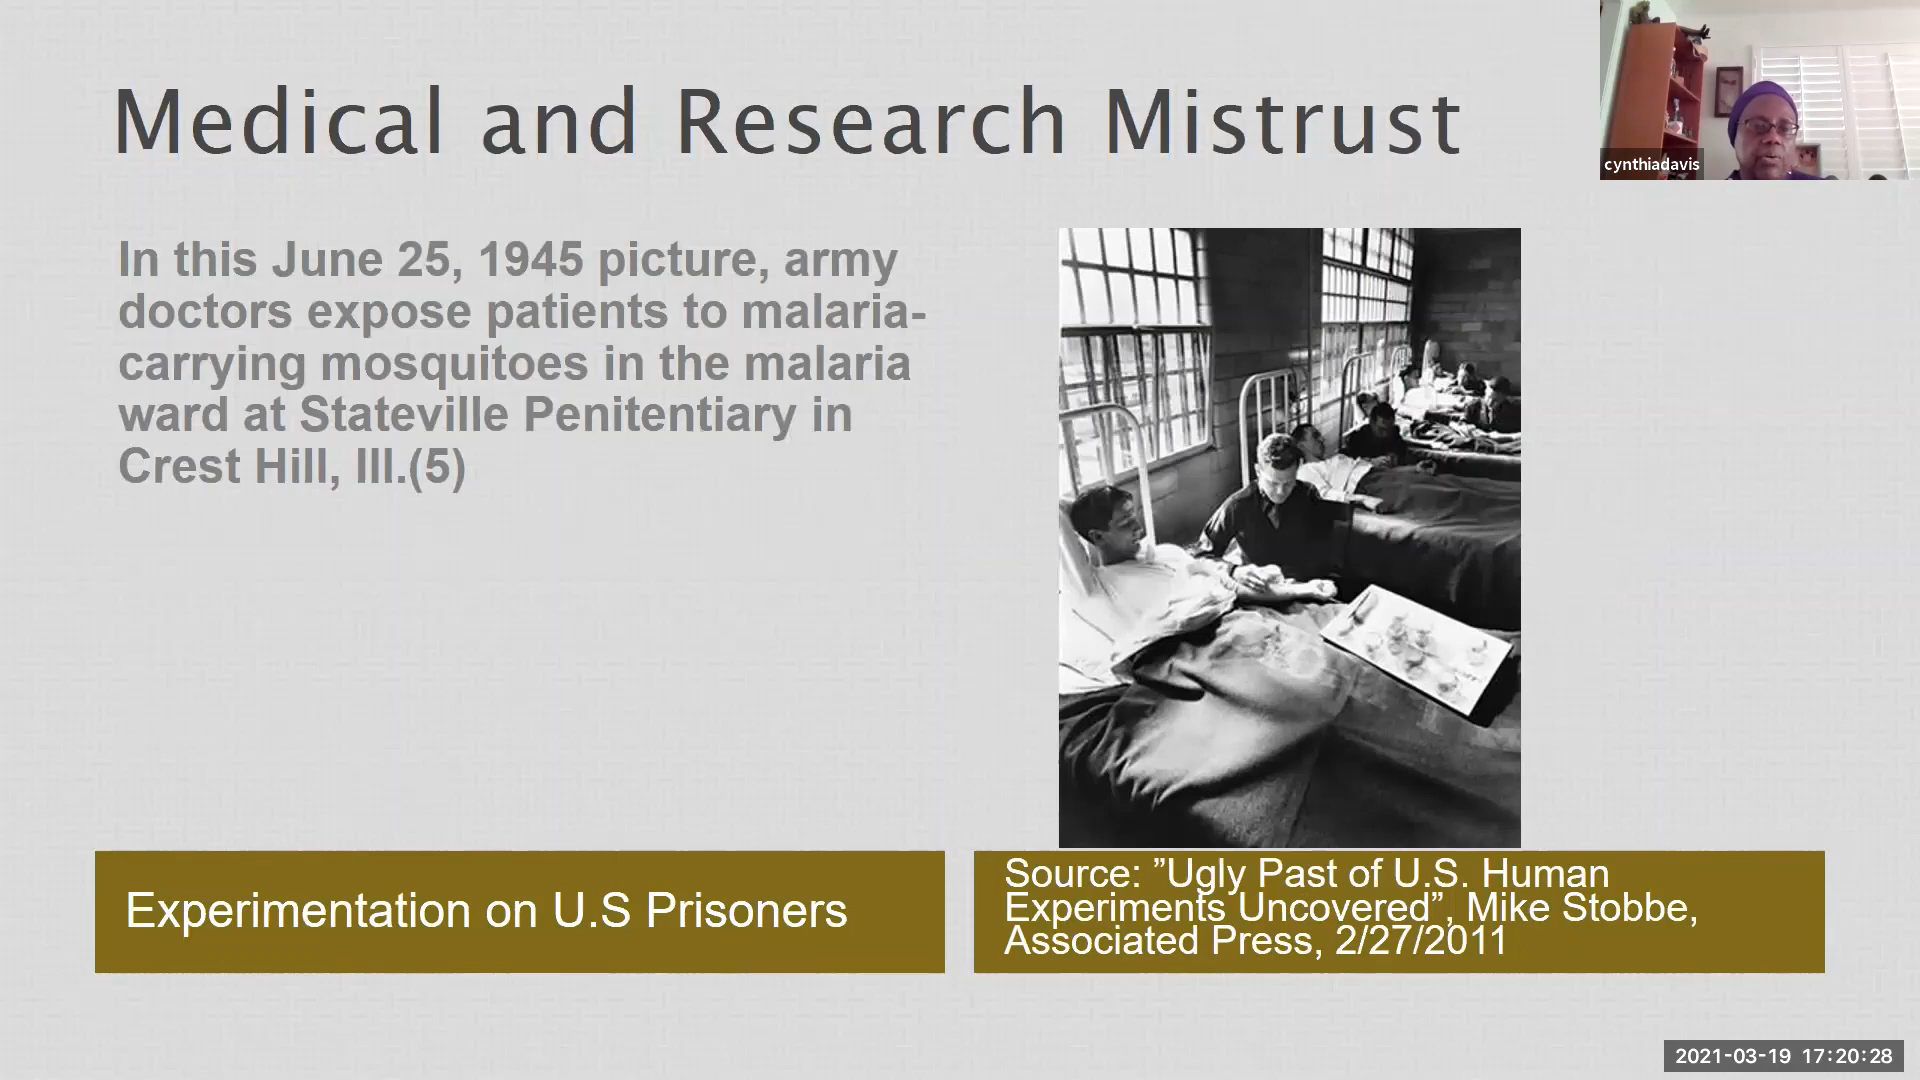 Medical and Research Mistrust
cynthiadavis
In this June 25, 1945 picture, army
doctors expose patients to malaria-
carrying mosquitoes in the malaria
ward at Stateville Penitentiary in
Crest Hill, Ill.(5)
Experimentation on U.S Prisoners
Source: ”Ugly Past of U.S. Human
Experiments Uncovered”, Mike Stobbe,
Associated Press, 2/27/2011
2021-03-19 17:20:28